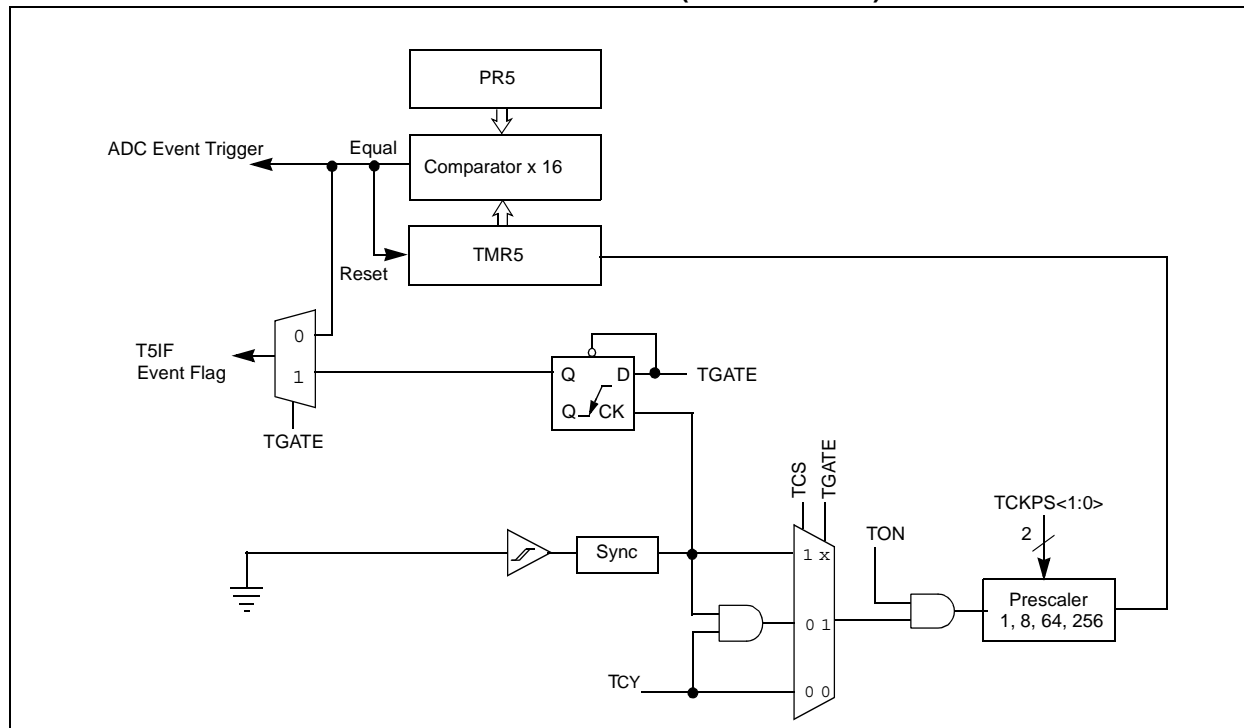 PR5
ADC Event Trigger
Equal
Comparator x 16
TMR5
Reset
0
T5IF
Event Flag
1
TGATE
Q
D
Q
CK
TGATE
TCS
TGATE
TCKPS<1:0>
2
TON
Sync
1 x
Prescaler
1, 8, 64, 256
0 1
TCY
0 0